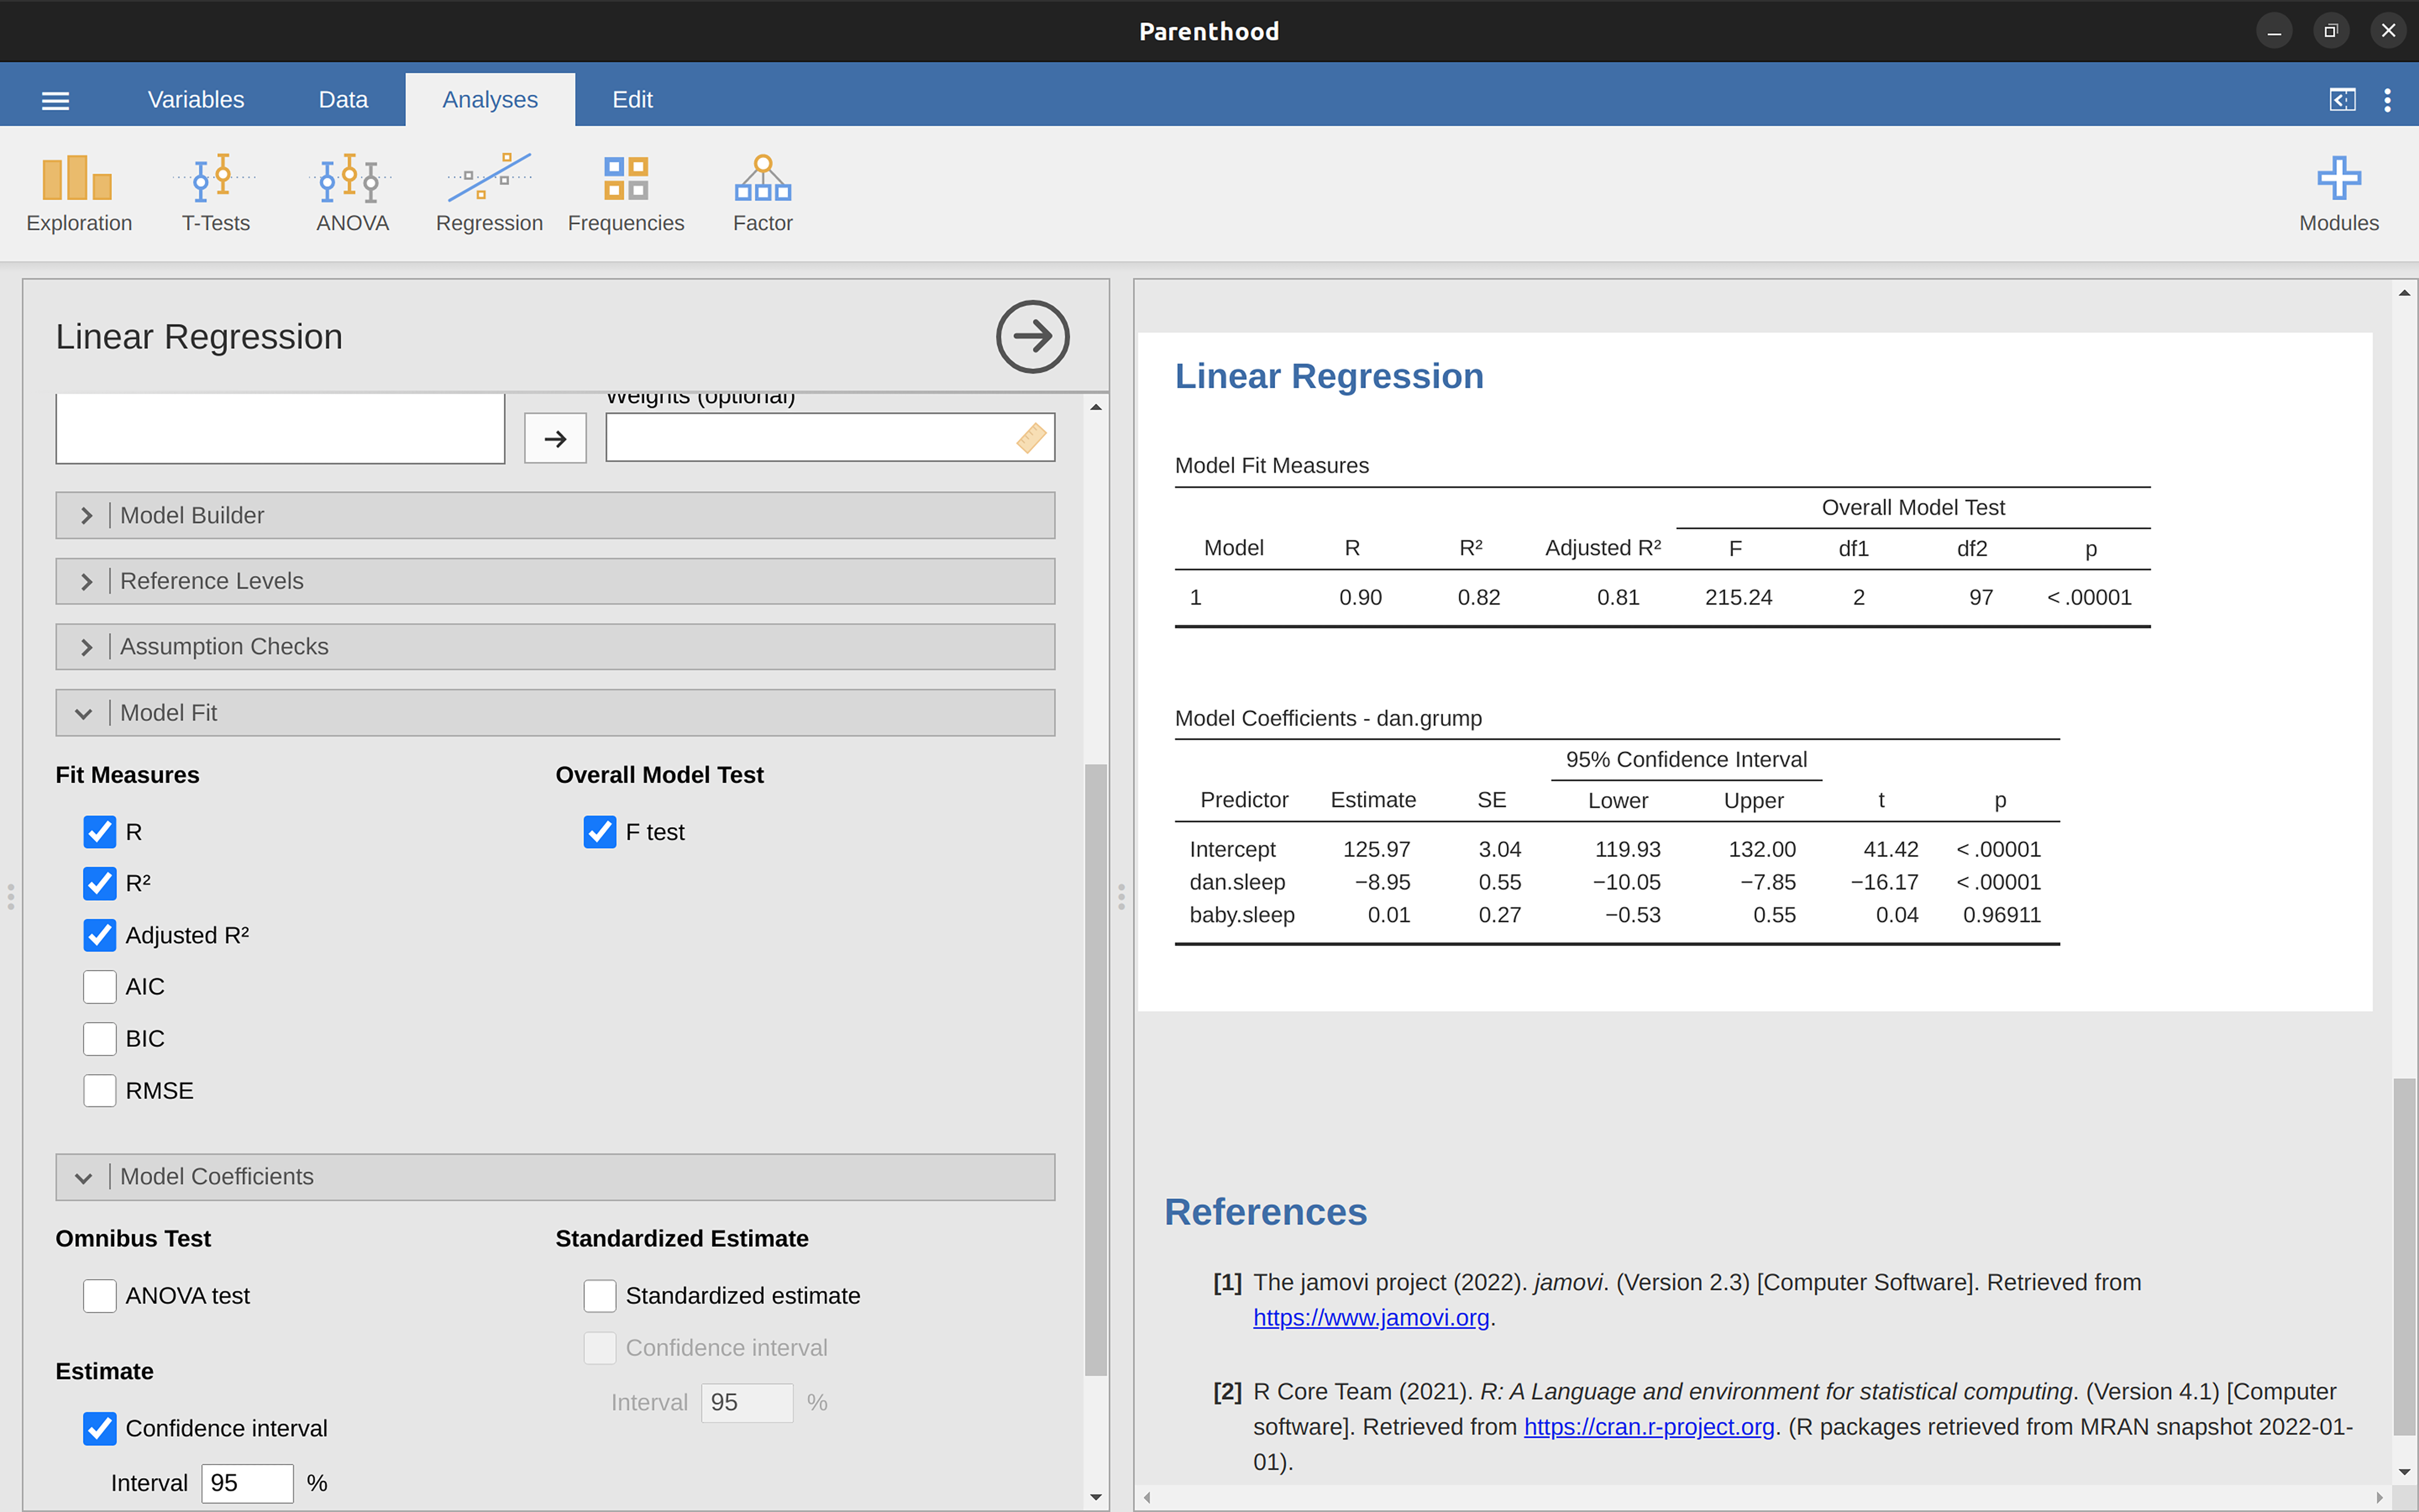 Parenthood
Variables Data Analyses Edit
Exploration T-Tests ANOVA Regression Frequencies Factor Modules
Linear Regression
Weights (optional)
Model Builder
Reference Levels
Assumption Checks
Model Fit
Fit Measures Overall Model Test
R F test
R²
Adjusted R²
AIC
BIC
RMSE
Model Coefficients
Omnibus Test Standardized Estimate
ANOVA test Standardized estimate
Confidence interval
Estimate
Interval 95 %
Confidence interval
Interval 95 %
Linear Regression
Model Fit Measures
Overall Model Test
Model R R² Adjusted R² F df1 df2 p
1 0.90 0.82 0.81 215.24 2 97 < .00001
Model Coefficients - dan.grump
95% Confidence Interval
Predictor Estimate SE Lower Upper t p
Intercept 125.97 3.04 119.93 132.00 41.42 < .00001
dan.sleep −8.95 0.55 −10.05 −7.85 −16.17 < .00001
baby.sleep 0.01 0.27 −0.53 0.55 0.04 0.96911
References
[1] The jamovi project (2022). jamovi. (Version 2.3) [Computer Software]. Retrieved from
https://www.jamovi.org.
[2] R Core Team (2021). R: A Language and environment for statistical computing. (Version 4.1) [Computer
software]. Retrieved from https://cran.r-project.org. (R packages retrieved from MRAN snapshot 2022-01-
01).